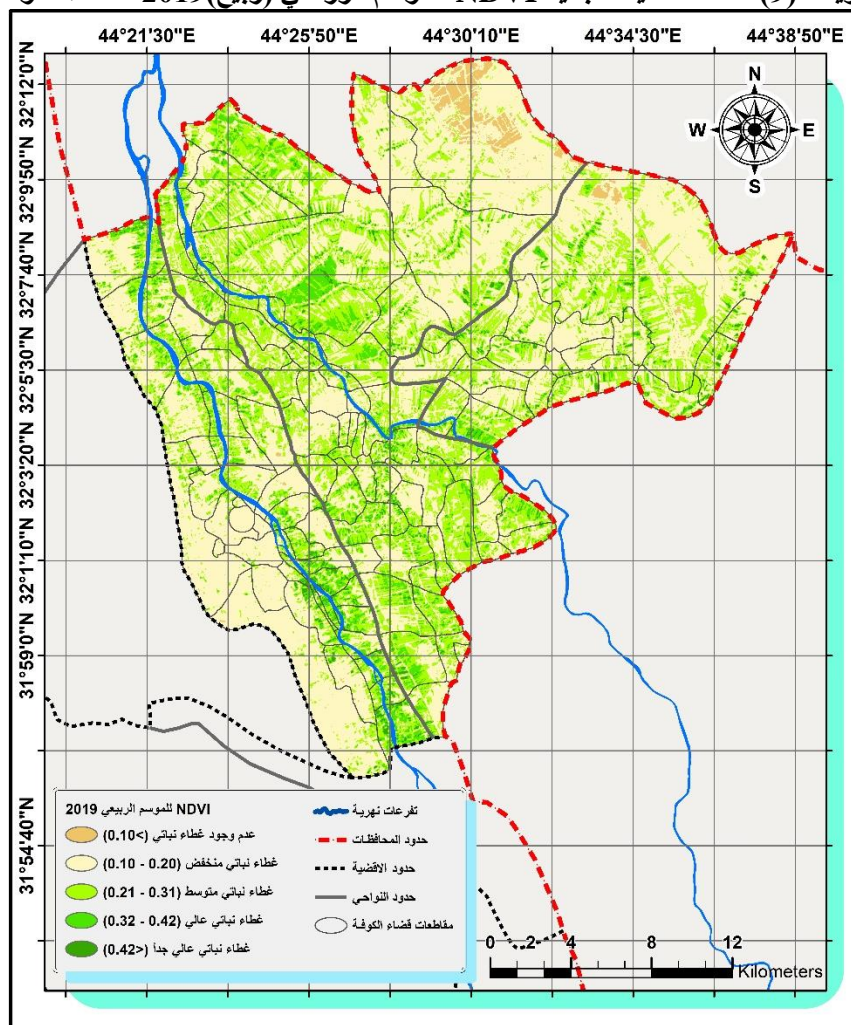 NDVI
(ربيع)2019
44°21'30"E 44°25'50"E 44°30'10"E 44°34'30"E 44°38'50"E
32°12'0"N
32°9'50"N
32°7'40"N
32°5'30"N
32°3'20"N
32°1'10"N
31°59'0"N
31°54'40"N
N
W E
S
NDVI للموسم الربيعي 2019
عدم وجود غطاء نباتي (>0.10)
غطاء نباتي منخفض (0.20 - 0.10)
غطاء نباتي متوسط (0.31 - 0.21)
غطاء نباتي عالي (0.42 - 0.32)
غطاء نباتي عالي جداً (<0.42)
تفرعات نهرية
حدود المحافظات
حدود الاقضية
حدود النواحي
مقاطعات قضاء الكوفة
0 2 4 8 12
Kilometers